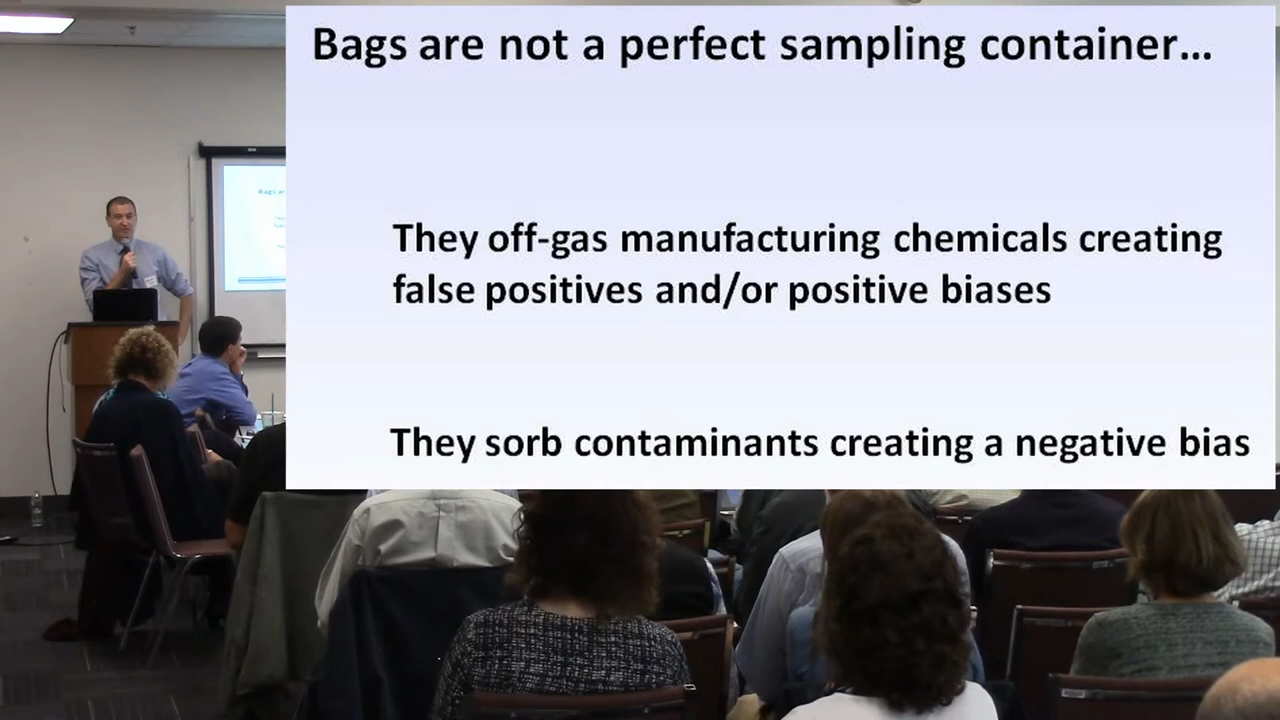 Bags are not a perfect sampling container…
They off-gas manufacturing chemicals creating
false positives and/or positive biases
They sorb contaminants creating a negative bias